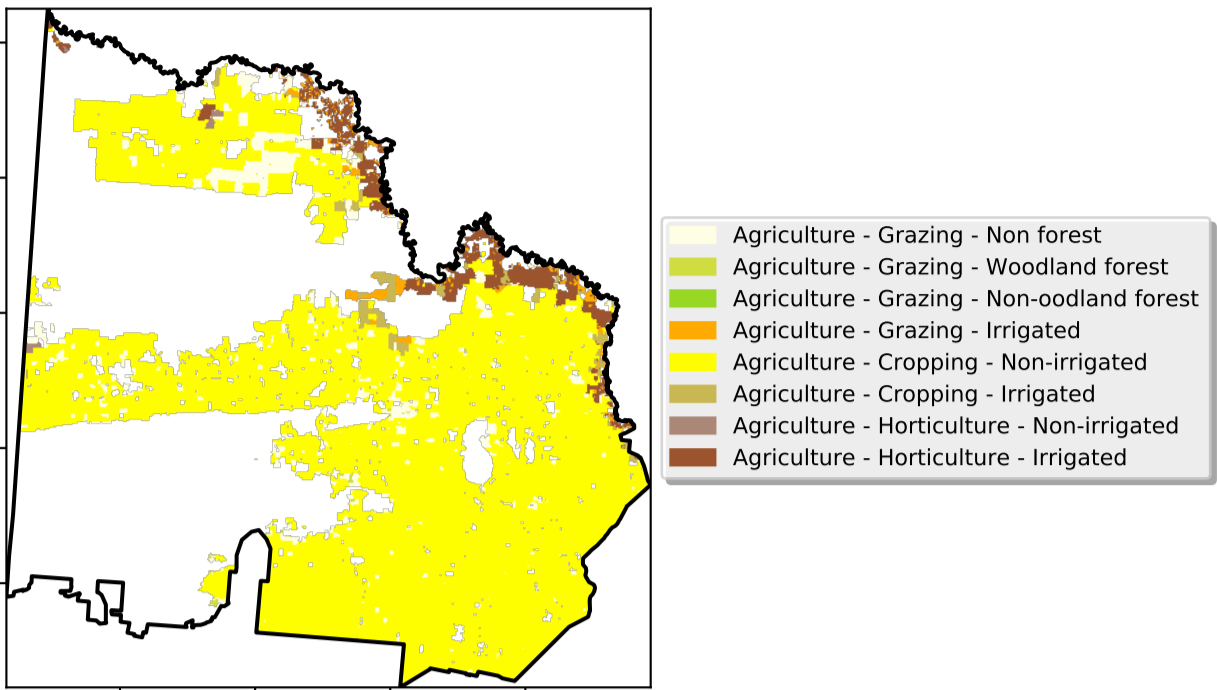 Agriculture - Grazing - Non forest
Agriculture - Grazing - Woodland forest
Agriculture - Grazing - Non-oodland forest
Agriculture - Grazing - Irrigated
Agriculture - Cropping - Non-irrigated
Agriculture - Cropping - Irrigated
Agriculture - Horticulture - Non-irrigated
Agriculture - Horticulture - Irrigated